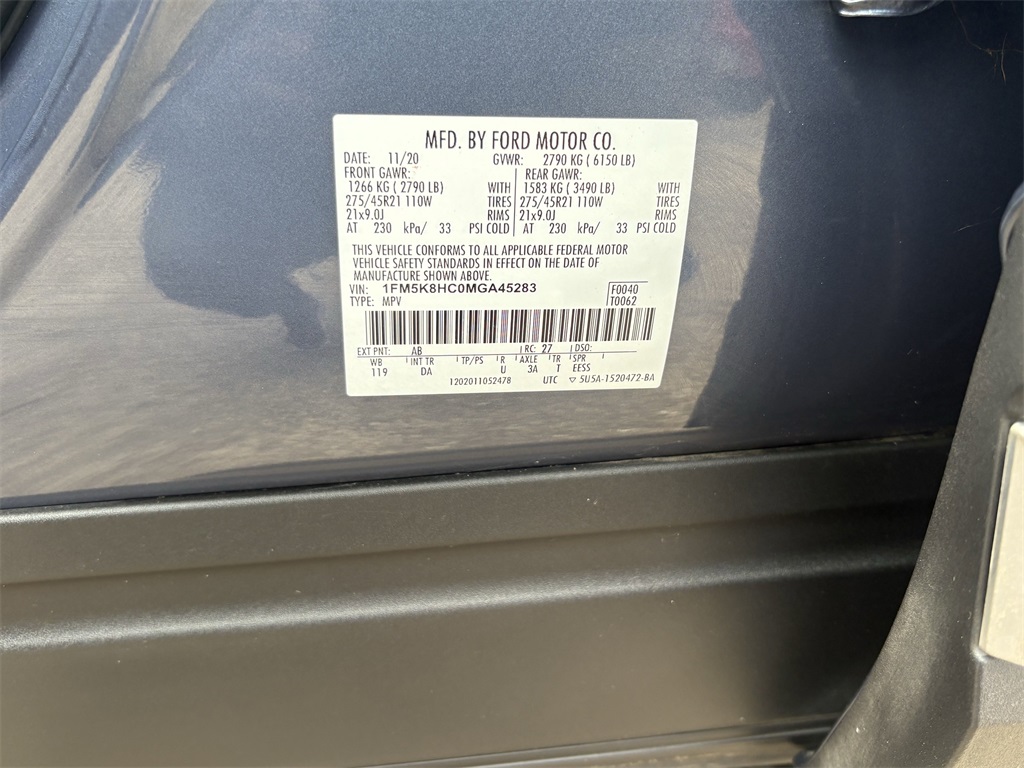 MFD. BY FORD MOTOR CO.
DATE: 11/20 GVWR: 2790 KG ( 6150 LB)
FRONT GAWR: REAR GAWR:
1266 KG ( 2790 LB) WITH 1583 KG ( 3490 LB) WITH
275/45R21 110W TIRES 275/45R21 110W TIRES
21x9.0J RIMS 21x9.0J RIMS
AT 230 kPa/ 33 PSI COLD AT 230 kPa/ 33 PSI COLD
THIS VEHICLE CONFORMS TO ALL APPLICABLE FEDERAL MOTOR
VEHICLE SAFETY STANDARDS IN EFFECT ON THE DATE OF
MANUFACTURE SHOWN ABOVE.
VIN: 1FM5K8HC0MGA45283 F0040
TYPE: MPV T0062
EXT PNT: AB RC: 27 DSO:
WB INT TR TP/PS R AXLE TR SPR
119 DA U 3A T EESS
1202011052478 UTC ▽ 5U5A-1520472-BA